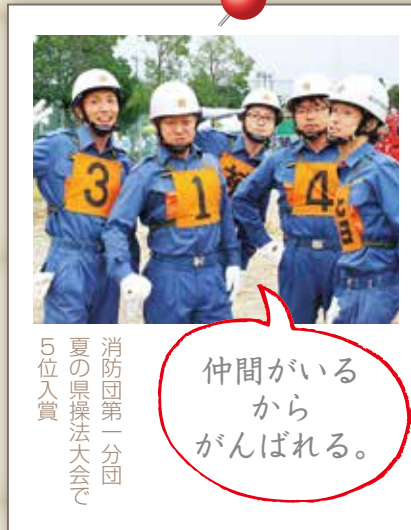 3
1
4
消防団第一分団
夏の県操法大会で
5位入賞
仲間がいる
から
がんばれる。